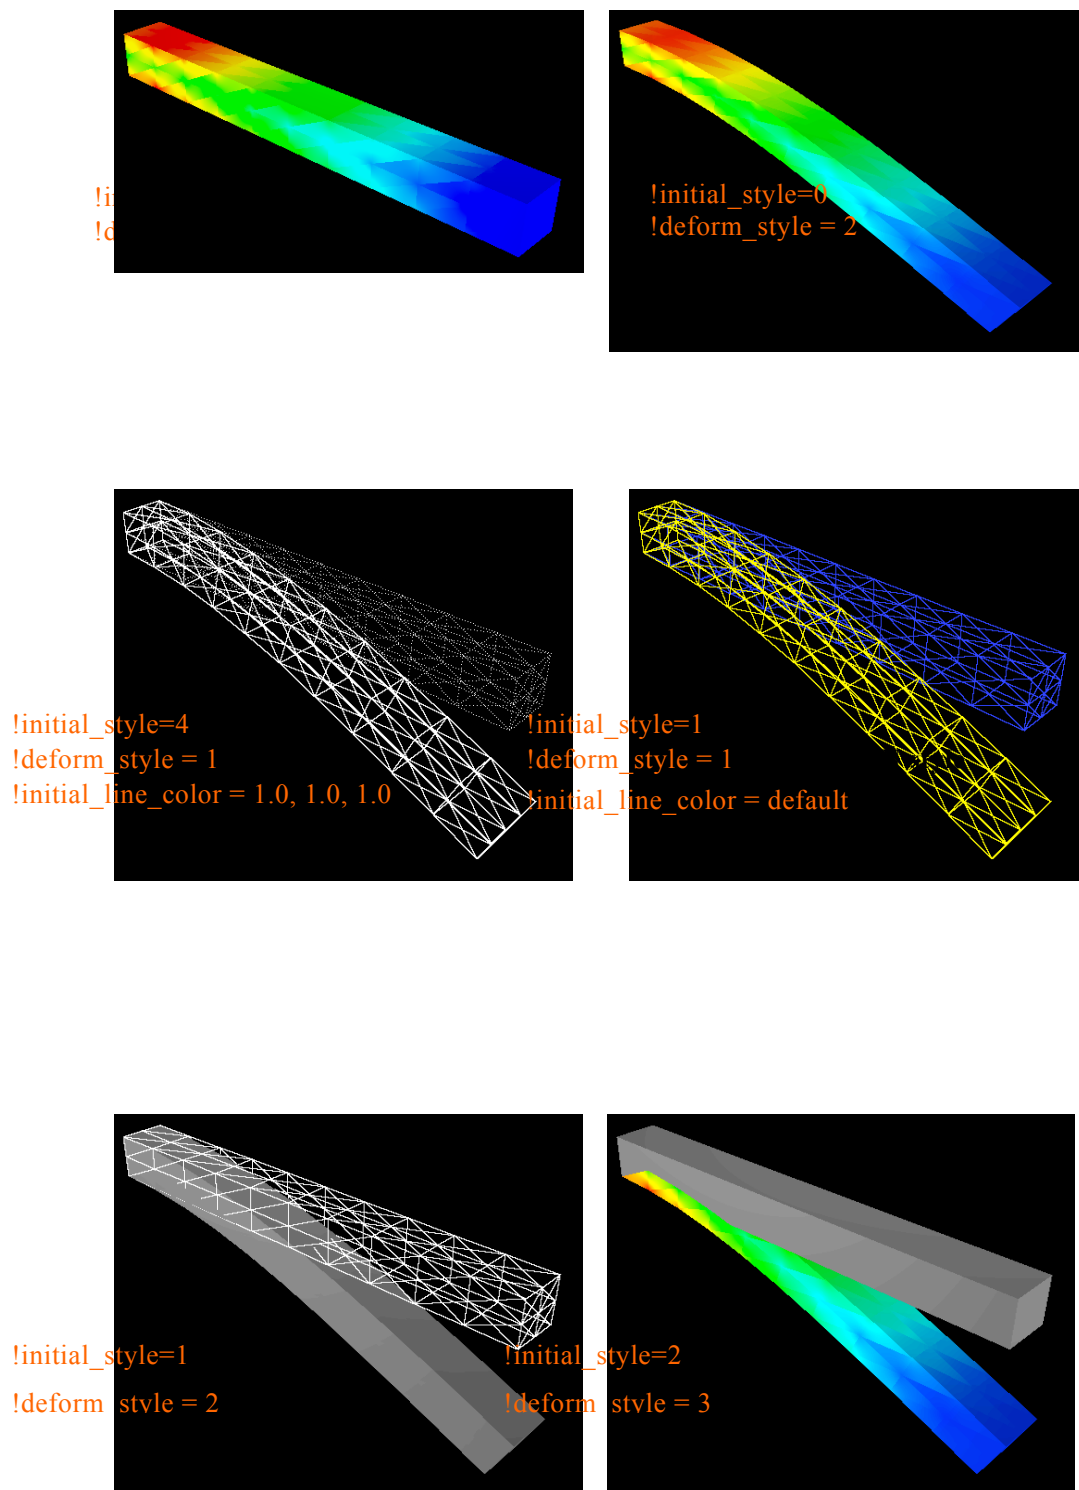 !initial_style=0
!deform_style = 2
!initial_style=4
!deform_style = 1
!initial_line_color = 1.0, 1.0, 1.0
!initial_style=1
!deform_style = 1
!initial_line_color = default
!initial_style=1
!deform_style = 2
!initial_style=2
!deform_style = 3